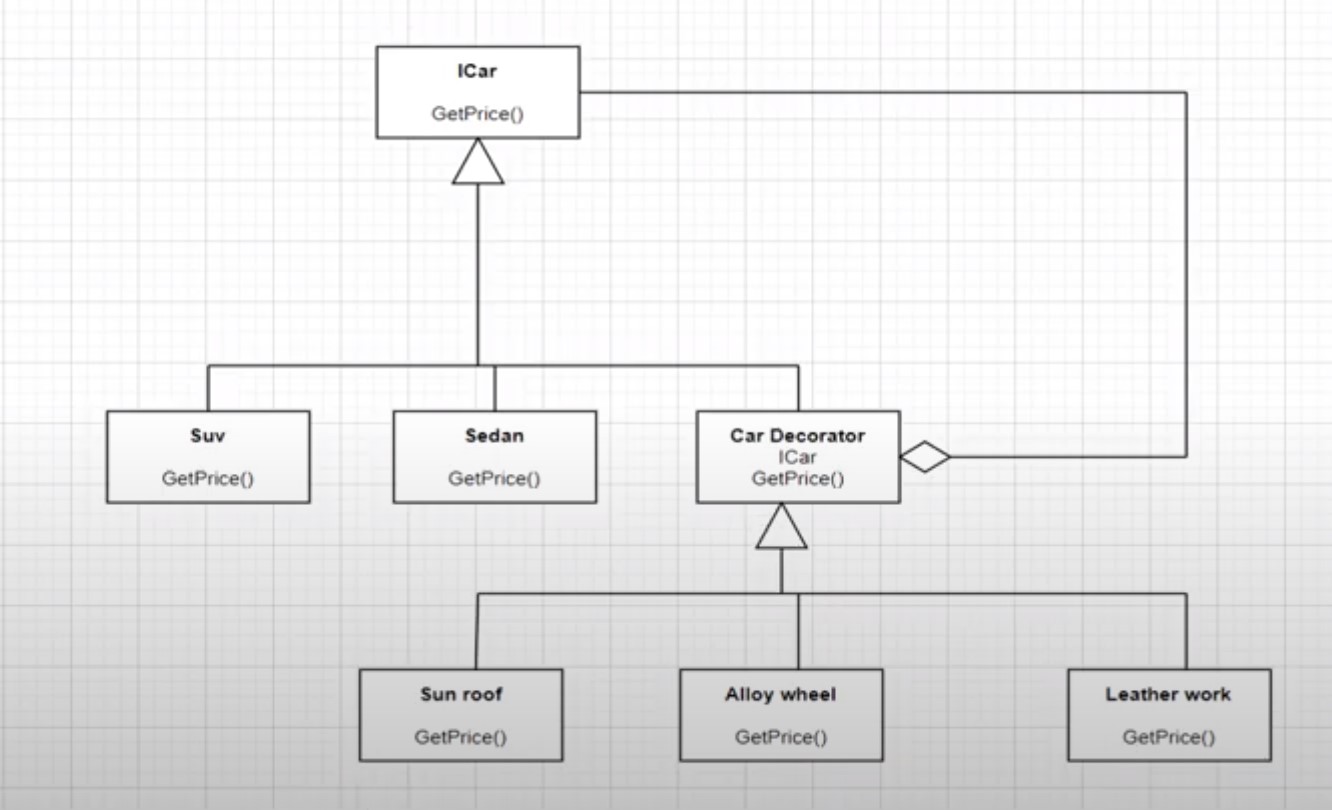 ICar
GetPrice()
Suv
GetPrice()
Sedan
GetPrice()
Car Decorator
ICar
GetPrice()
Sun roof
GetPrice()
Alloy wheel
GetPrice()
Leather work
GetPrice()